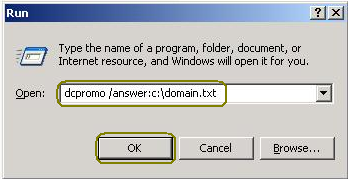 Run
Type the name of a program, folder, document, or
Internet resource, and Windows will open it for you.
Open: dcpromo /answer:c:\domain.txt
OK Cancel Browse...